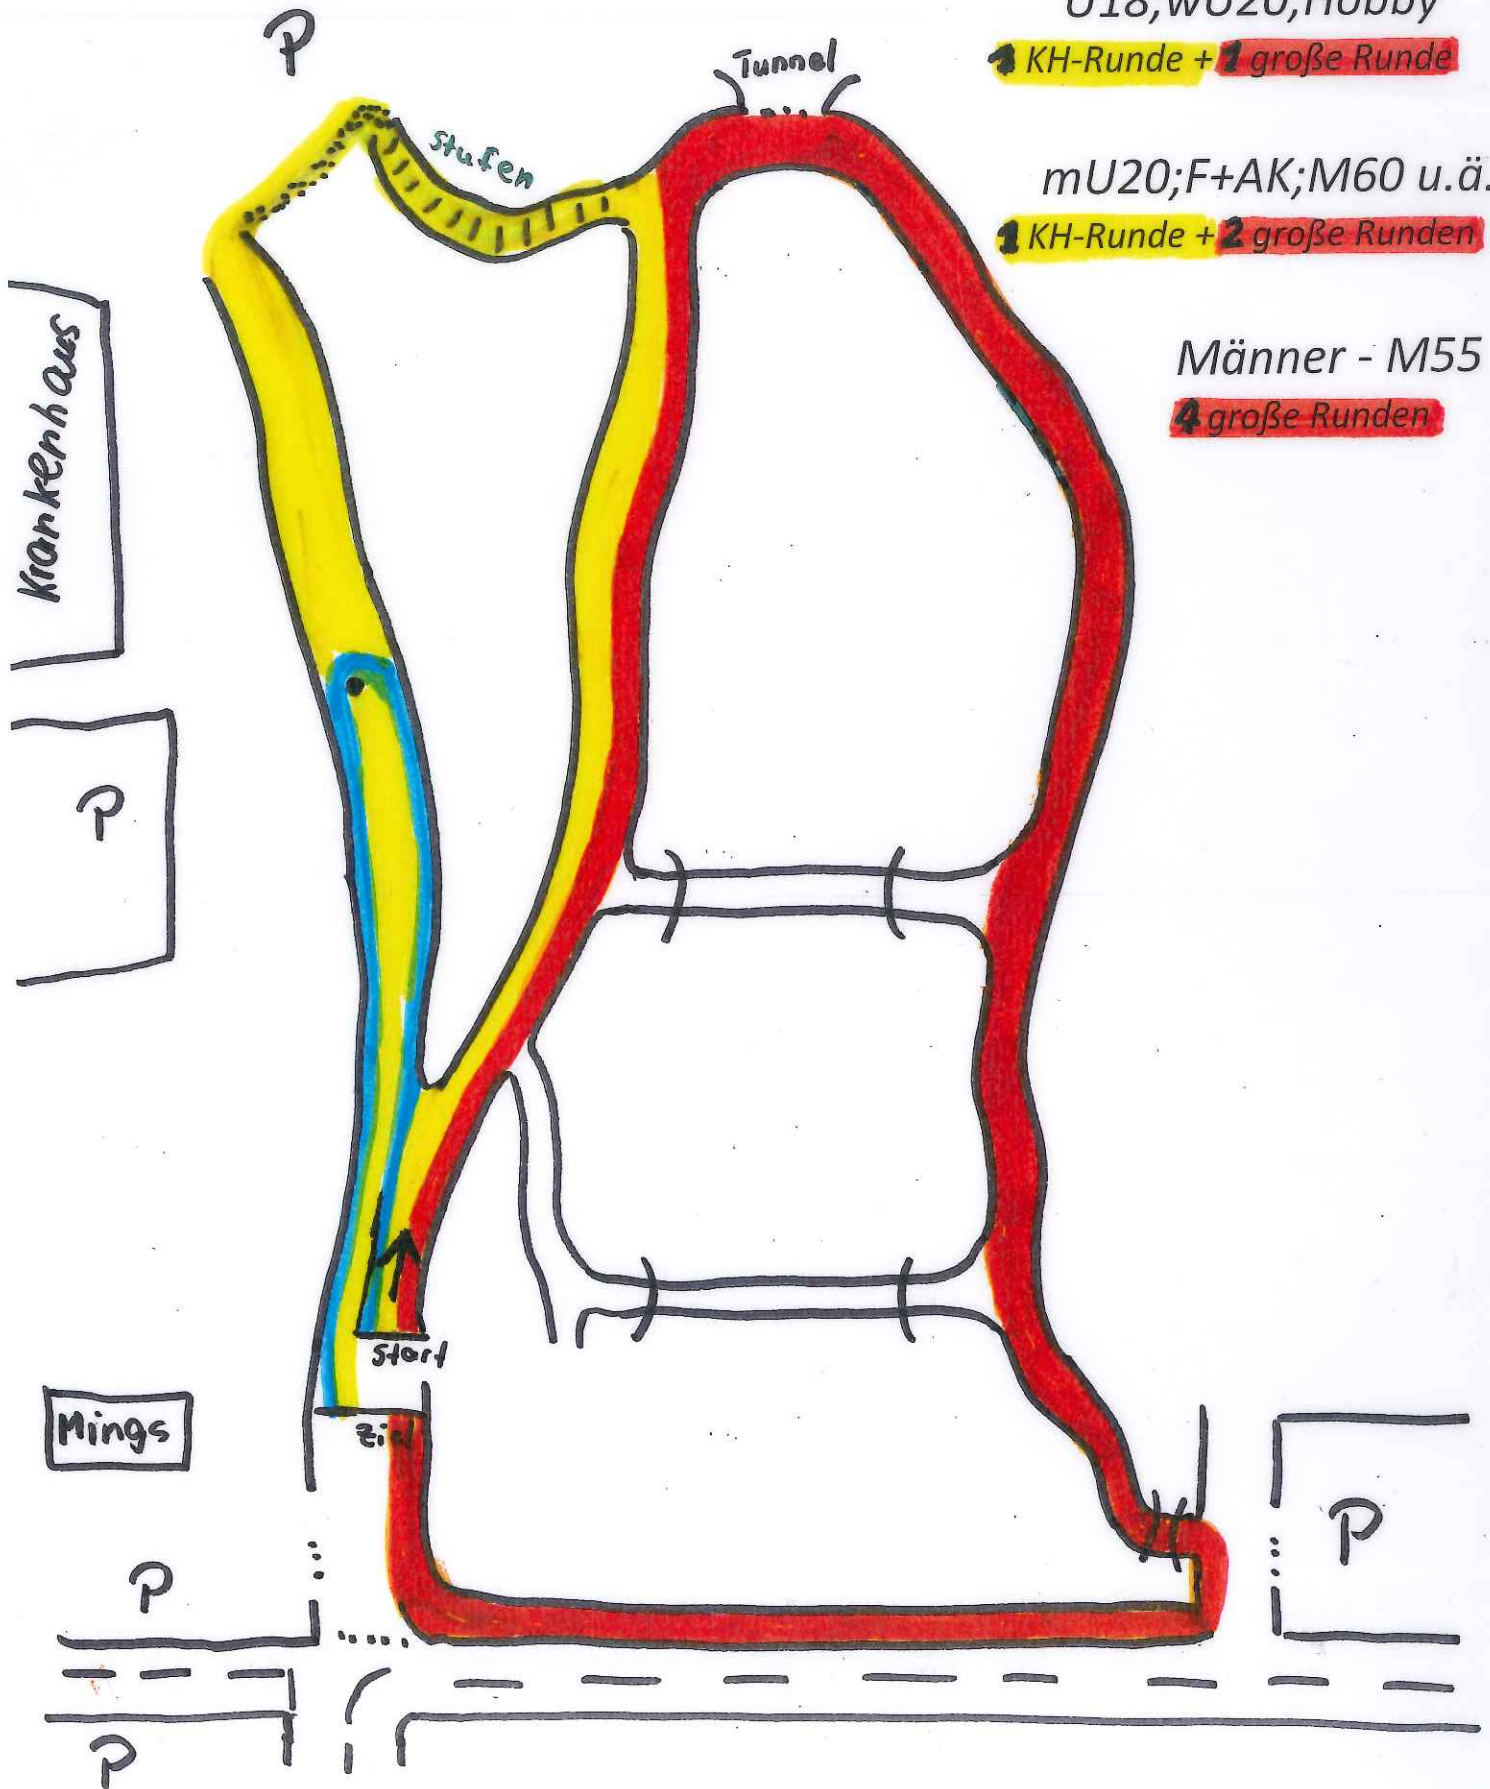 U18,WU20,Hobby
1 KH-Runde + 1 große Runde
mU20;F+AK;M60 u.ä.
1 KH-Runde + 2 große Runden
Männer - M55
4 große Runden
P
Tunnel
Stufen
Krankenhaus
P
Start
Ziel
Mings
P
P
P